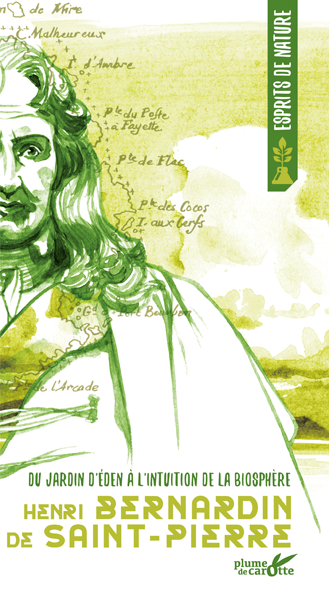 de Mire
Malheureux
I. d'Ambre
Pte du Poste
à Fayette
Pte de Flac
Pte des Cocos
I. aux Cerfs
Port Bourbon
de l'Arcade
ESPRITS DE NATURE
DU JARDIN D'ÉDEN À L'INTUITION DE LA BIOSPHÈRE
HENRI BERNARDIN
DE SAINT-PIERRE
plume
de carotte